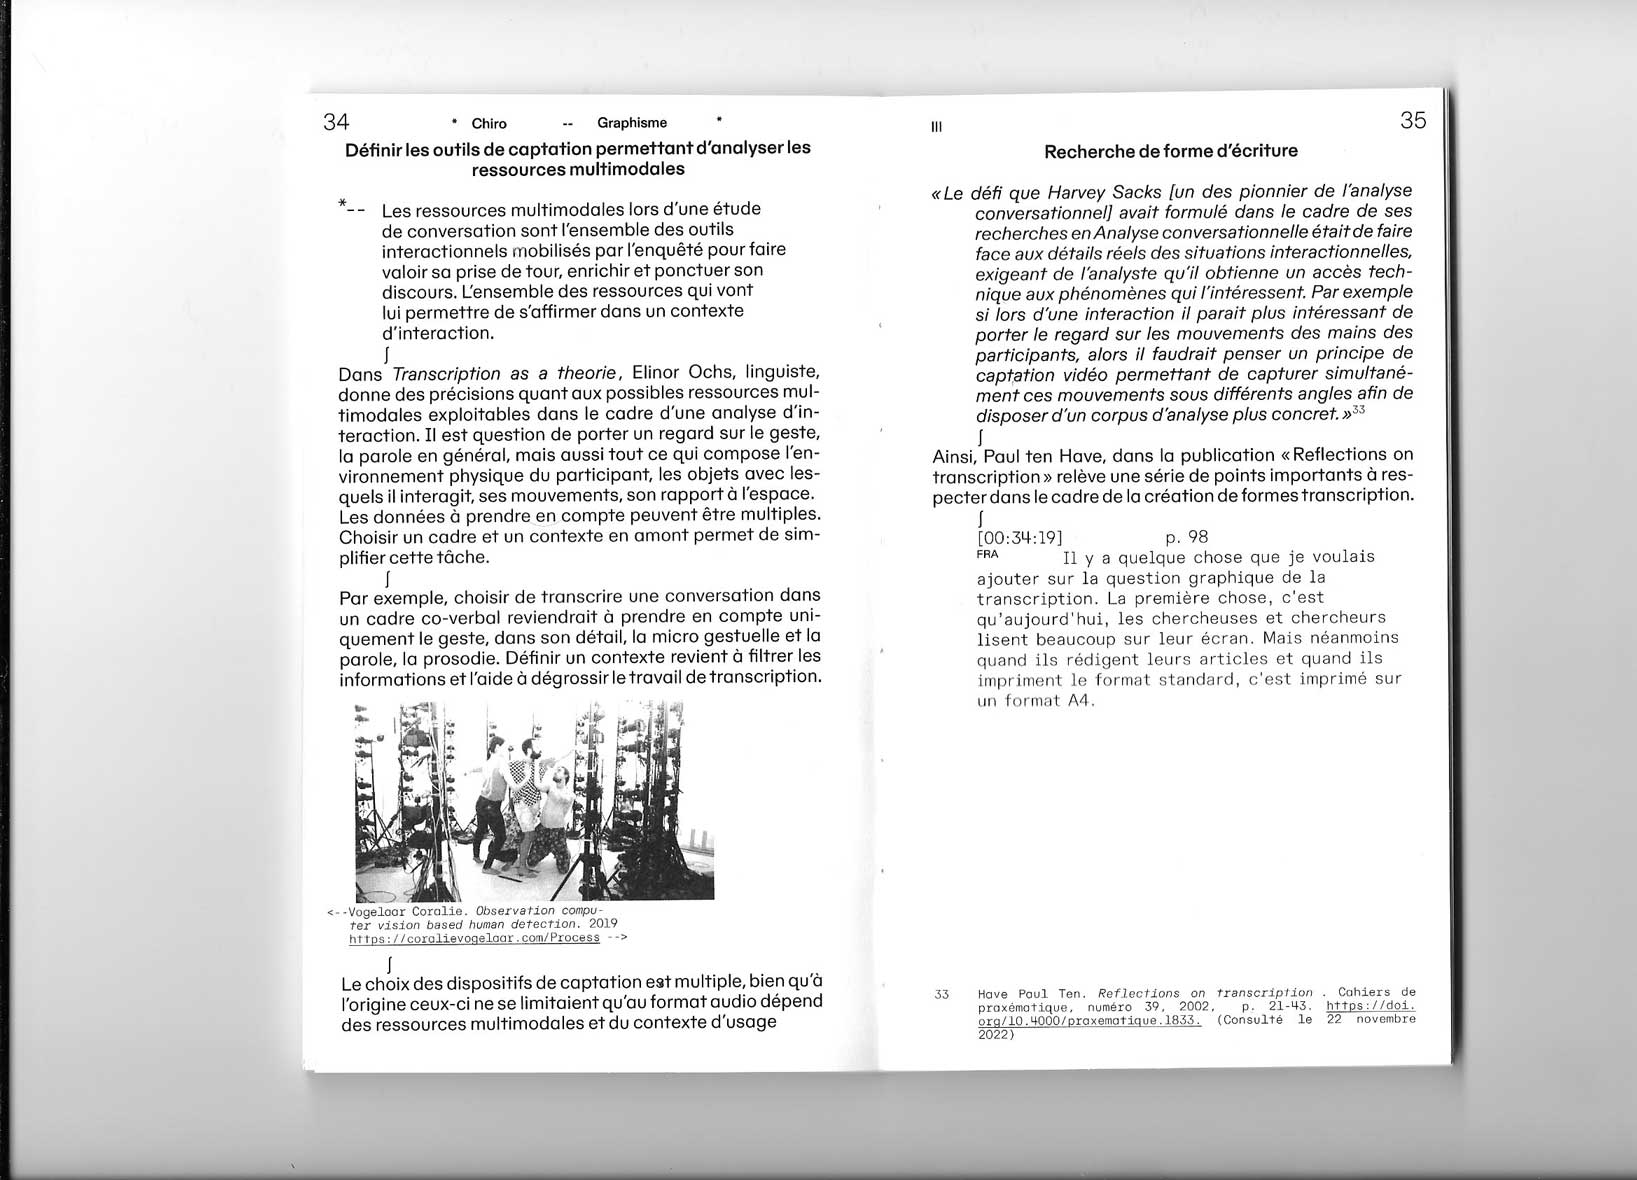 34
* Chiro -- Graphisme *
Définir les outils de captation permettant d'analyser les
ressources multimodales
*-- Les ressources multimodales lors d'une étude
de conversation sont l'ensemble des outils
interactionnels mobilisés par l'enquêté pour faire
valoir sa prise de tour, enrichir et ponctuer son
discours. L'ensemble des ressources qui vont
lui permettre de s'affirmer dans un contexte
d'interaction.
⌠
Dans Transcription as a theorie, Elinor Ochs, linguiste,
donne des précisions quant aux possibles ressources mul-
timodales exploitables dans le cadre d'une analyse d'in-
teraction. Il est question de porter un regard sur le geste,
la parole en général, mais aussi tout ce qui compose l'en-
vironnement physique du participant, les objets avec les-
quels il interagit, ses mouvements, son rapport à l'espace.
Les données à prendre en compte peuvent être multiples.
Choisir un cadre et un contexte en amont permet de sim-
plifier cette tâche.
⌠
Par exemple, choisir de transcrire une conversation dans
un cadre co-verbal reviendrait à prendre en compte uni-
quement le geste, dans son détail, la micro gestuelle et la
parole, la prosodie. Définir un contexte revient à filtrer les
informations et l'aide à dégrossir le travail de transcription.
<--Vogelaar Coralie. Observation compu-
ter vision based human detection. 2019
https://coralievogelaar.com/Process -->
⌠
Le choix des dispositifs de captation est multiple, bien qu'à
l'origine ceux-ci ne se limitaient qu'au format audio dépend
des ressources multimodales et du contexte d'usage
III
35
Recherche de forme d'écriture
« Le défi que Harvey Sacks [un des pionnier de l'analyse
conversationnel] avait formulé dans le cadre de ses
recherches en Analyse conversationnelle était de faire
face aux détails réels des situations interactionnelles,
exigeant de l'analyste qu'il obtienne un accès tech-
nique aux phénomènes qui l'intéressent. Par exemple
si lors d'une interaction il parait plus intéressant de
porter le regard sur les mouvements des mains des
participants, alors il faudrait penser un principe de
captation vidéo permettant de capturer simultané-
ment ces mouvements sous différents angles afin de
disposer d'un corpus d'analyse plus concret. »33
⌠
Ainsi, Paul ten Have, dans la publication « Reflections on
transcription » relève une série de points importants à res-
pecter dans le cadre de la création de formes transcription.
⌠
[00:34:19] p. 98
FRA Il y a quelque chose que je voulais
ajouter sur la question graphique de la
transcription. La première chose, c'est
qu'aujourd'hui, les chercheuses et chercheurs
lisent beaucoup sur leur écran. Mais néanmoins
quand ils rédigent leurs articles et quand ils
impriment le format standard, c'est imprimé sur
un format A4.
33 Have Paul Ten. Reflections on transcription . Cahiers de
praxématique, numéro 39, 2002, p. 21-43. https://doi.
org/10.4000/praxematique.1833. (Consulté le 22 novembre
2022)